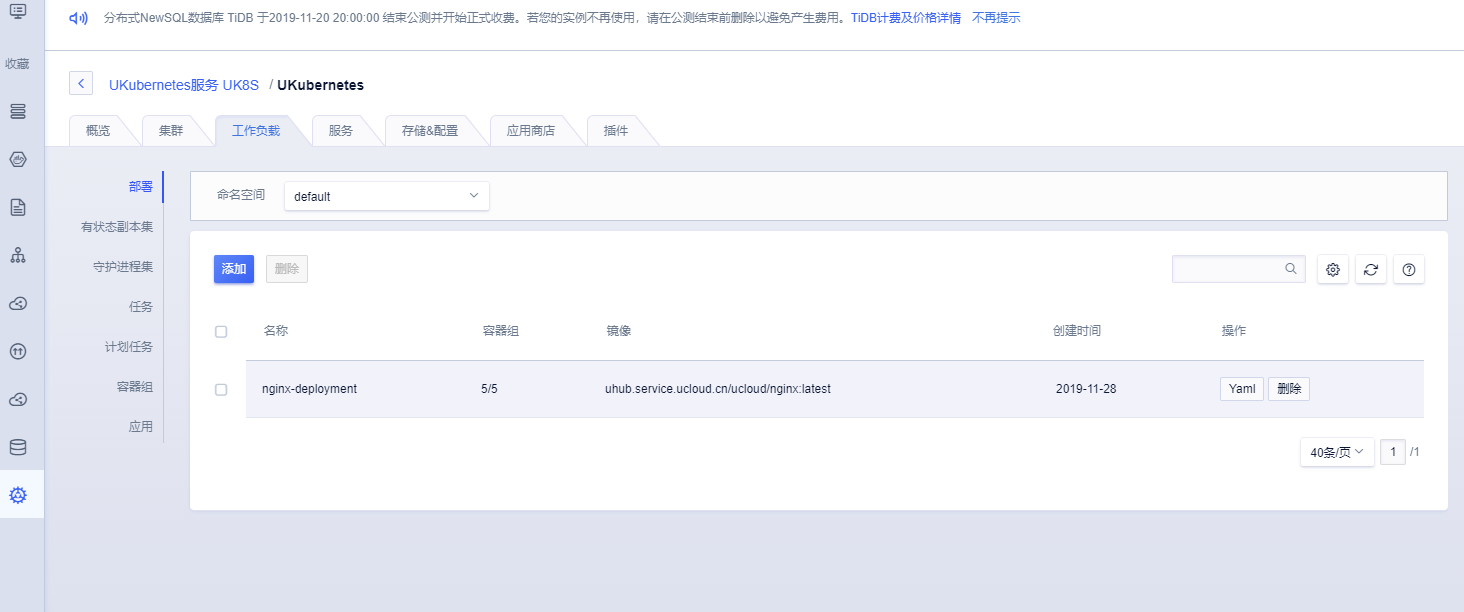 分布式NewSQL数据库 TiDB 于2019-11-20 20:00:00 结束公测并开始正式收费。若您的实例不再使用，请在公测结束前删除以避免产生费用。TiDB计费及价格详情 不再提示
收藏
UKubernetes服务 UK8S / UKubernetes
概览 集群 工作负载 服务 存储&配置 应用商店 插件
部署
有状态副本集
守护进程集
任务
计划任务
容器组
应用
命名空间 default
添加 删除
名称 容器组 镜像 创建时间 操作
nginx-deployment 5/5 uhub.service.ucloud.cn/ucloud/nginx:latest 2019-11-28 Yaml 删除
40条/页 1 /1